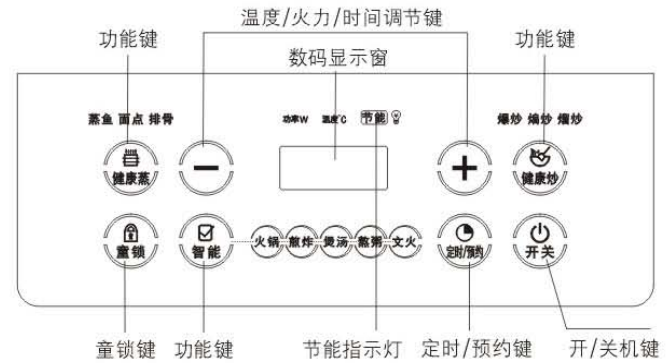 温度/火力/时间调节键
功能键
数码显示窗
功能键
蒸鱼 面点 排骨
功率W 温度℃ 节能
爆炒 煸炒 熘炒
健康蒸
−
+
健康炒
童锁
智能
火锅 煎炸 煲汤 熬粥 文火
定时/预约
开关
童锁键
功能键
节能指示灯
定时/预约键
开/关机键